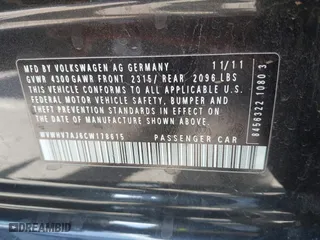 MFD BY VOLKSWAGEN AG GERMANY 11/11
GVWR 4300 GAWR FRONT 2315/ REAR 2096 LBS
THIS VEHICLE CONFORMS TO ALL APPLICABLE
FEDERAL MOTOR VEHICLE SAFETY, BUMPER AND
THEFT PREVENTION STANDARDS IN EFFECT
ON THE DATE OF MANUFACTURE SHOWN ABOVE
PASSENGER CAR
8456322 1080 3
DREAMBID